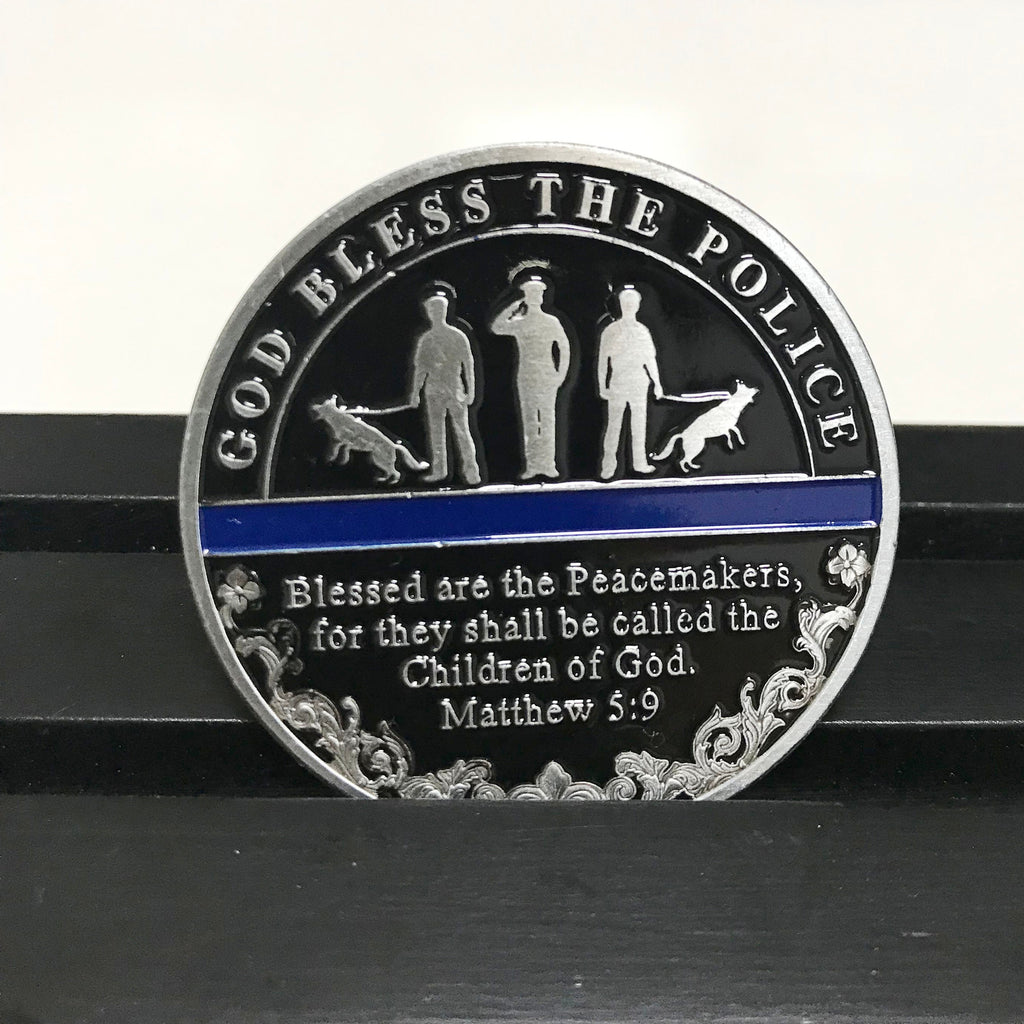 GOD BLESS THE POLICE
Blessed are the Peacemakers,
for they shall be called the
Children of God.
Matthew 5:9